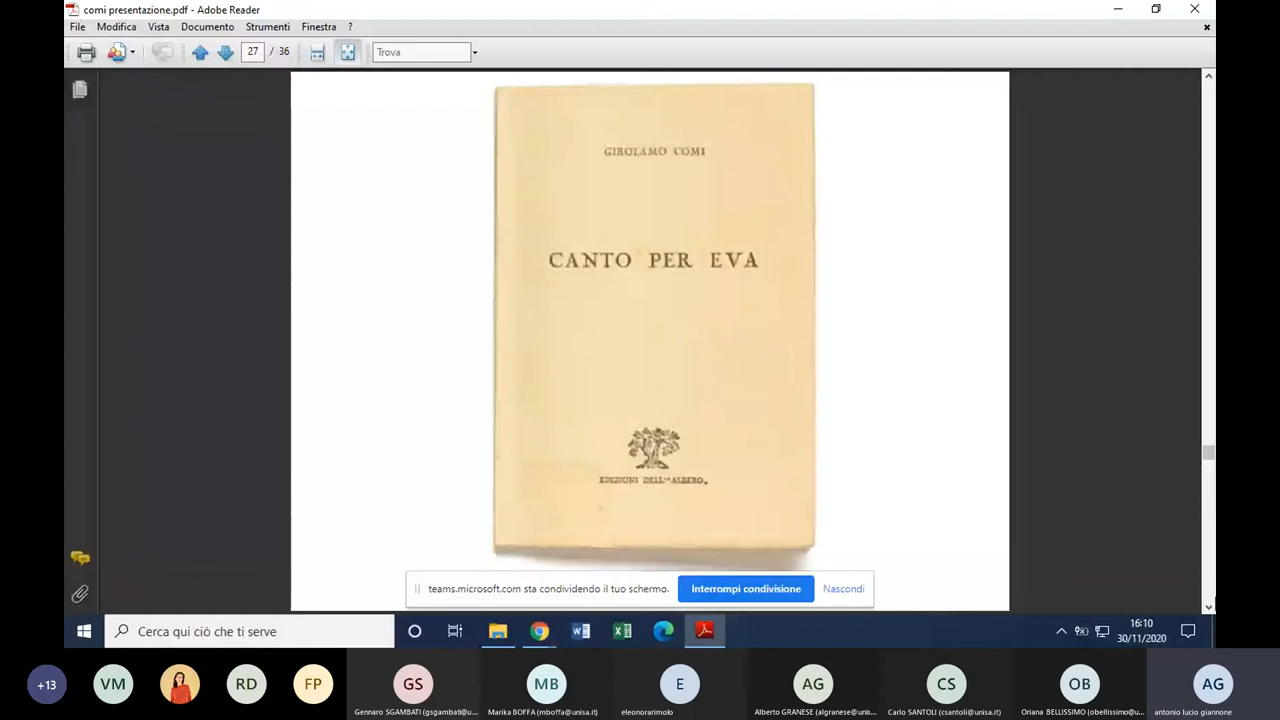 comi presentazione.pdf - Adobe Reader
File Modifica Vista Documento Strumenti Finestra ?
27 / 36 Trova
GIROLAMO COMI
CANTO PER EVA
EDIZIONI DELL'"ALBERO"
teams.microsoft.com sta condividendo il tuo schermo. Interrompi condivisione Nascondi
Cerca qui ciò che ti serve
16:10
30/11/2020
+13 VM RD FP GS MB E AG CS OB AG
Gennaro SGAMBATI (gsgambati@u... Marika BOFFA (mboffa@unisa.it) eleonorarimolo Alberto GRANESE (algranese@unis... Carlo SANTOLI (csantoli@unisa.it) Oriana BELLISSIMO (obellissimo@u... antonio lucio giannone